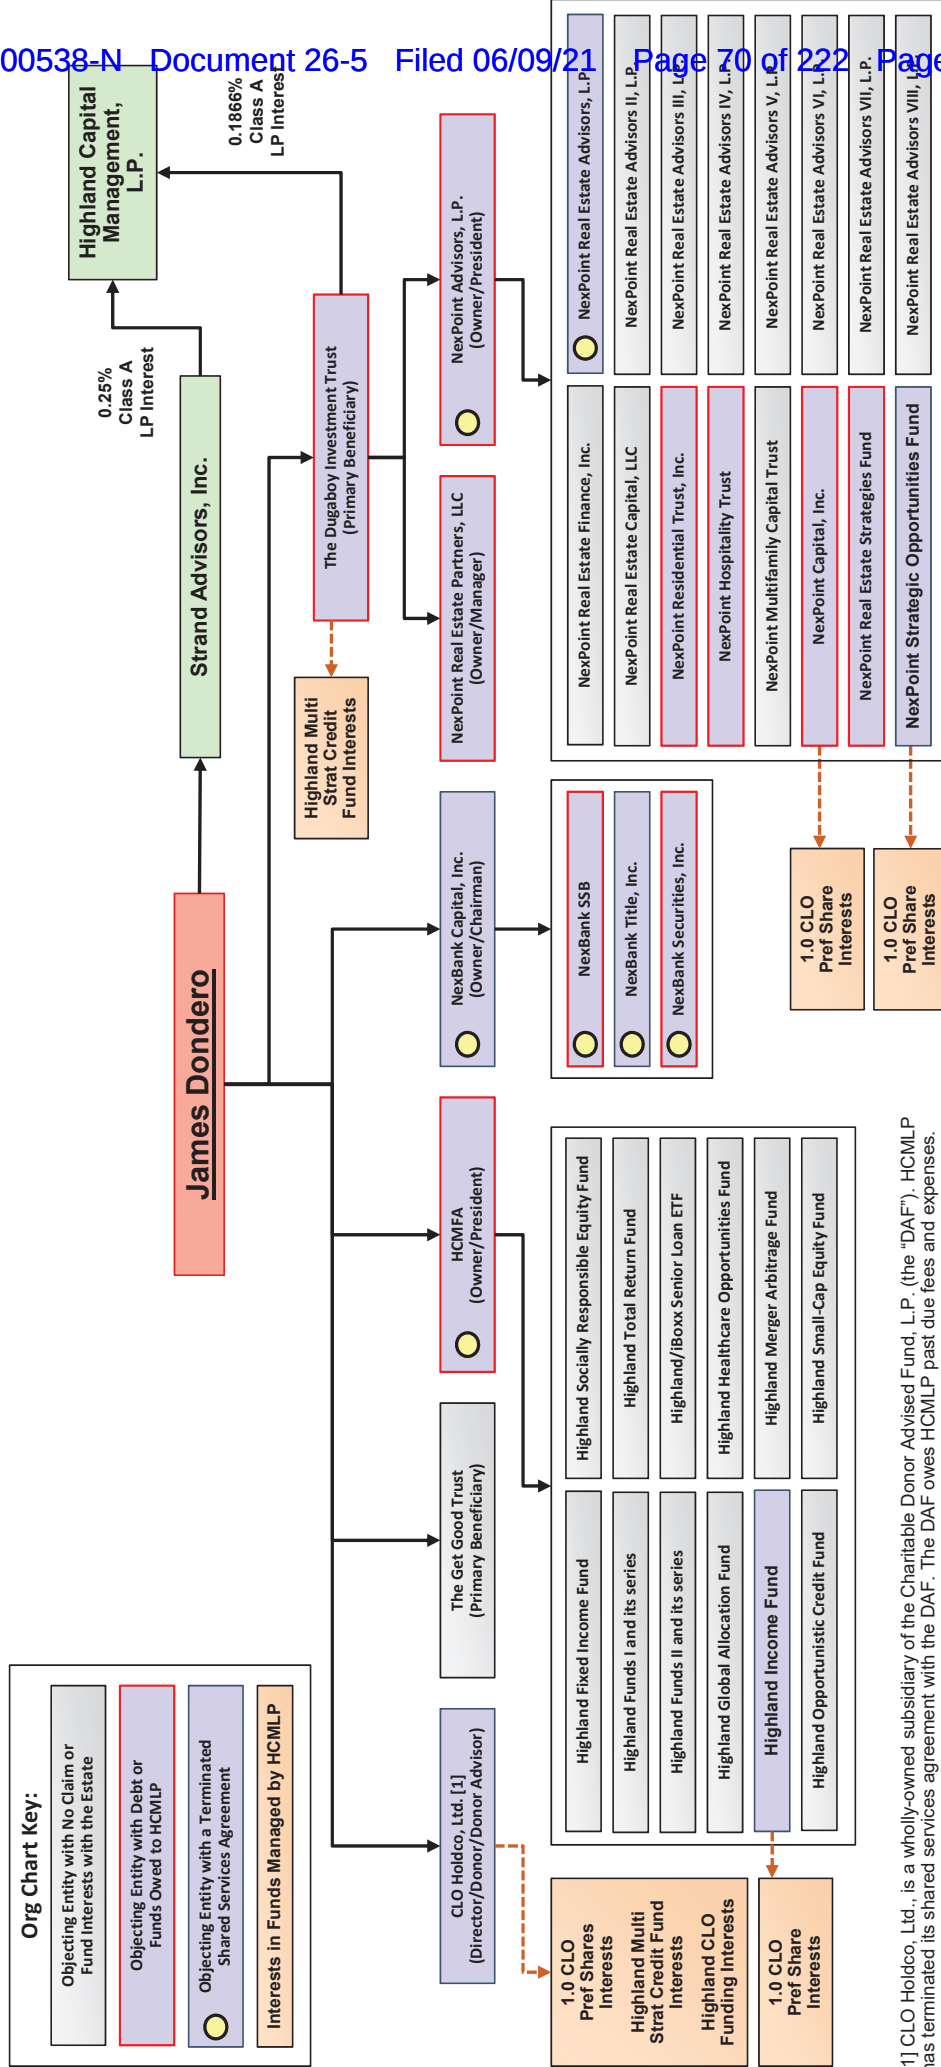 00538-N Document 26-5 Filed 06/09/21 Page 70 of 222 Page
Org Chart Key:
Objecting Entity with No Claim or
Fund Interests with the Estate
Objecting Entity with Debt or
Funds Owed to HCMLP
Objecting Entity with a Terminated
Shared Services Agreement
Interests in Funds Managed by HCMLP
James Dondero
Strand Advisors, Inc.
0.25%
Class A
LP Interest
Highland Capital
Management,
L.P.
0.1866%
Class A
LP Interest
The Dugaboy Investment Trust
(Primary Beneficiary)
Highland Multi
Strat Credit
Fund Interests
CLO Holdco, Ltd. [1]
(Director/Donor/Donor Advisor)
The Get Good Trust
(Primary Beneficiary)
HCMFA
(Owner/President)
NexBank Capital, Inc.
(Owner/Chairman)
NexPoint Real Estate Partners, LLC
(Owner/Manager)
NexPoint Advisors, L.P.
(Owner/President)
1.0 CLO
Pref Shares
Interests
Highland Multi
Strat Credit Fund
Interests
Highland CLO
Funding Interests
1.0 CLO
Pref Share
Interests
Highland Fixed Income Fund
Highland Funds I and its series
Highland Funds II and its series
Highland Global Allocation Fund
Highland Income Fund
Highland Opportunistic Credit Fund
Highland Socially Responsible Equity Fund
Highland Total Return Fund
Highland/iBoxx Senior Loan ETF
Highland Healthcare Opportunities Fund
Highland Merger Arbitrage Fund
Highland Small-Cap Equity Fund
NexBank SSB
NexBank Title, Inc.
NexBank Securities, Inc.
1.0 CLO
Pref Share
Interests
1.0 CLO
Pref Share
Interests
NexPoint Real Estate Finance, Inc.
NexPoint Real Estate Capital, LLC
NexPoint Residential Trust, Inc.
NexPoint Hospitality Trust
NexPoint Multifamily Capital Trust
NexPoint Capital, Inc.
NexPoint Real Estate Strategies Fund
NexPoint Strategic Opportunities Fund
NexPoint Real Estate Advisors, L.P.
NexPoint Real Estate Advisors II, L.P.
NexPoint Real Estate Advisors III, L.P.
NexPoint Real Estate Advisors IV, L.P.
NexPoint Real Estate Advisors V, L.P.
NexPoint Real Estate Advisors VI, L.P.
NexPoint Real Estate Advisors VII, L.P.
NexPoint Real Estate Advisors VIII, L.P.
1] CLO Holdco, Ltd., is a wholly-owned subsidiary of the Charitable Donor Advised Fund, L.P. (the “DAF”). HCMLP
has terminated its shared services agreement with the DAF. The DAF owes HCMLP past due fees and expenses.